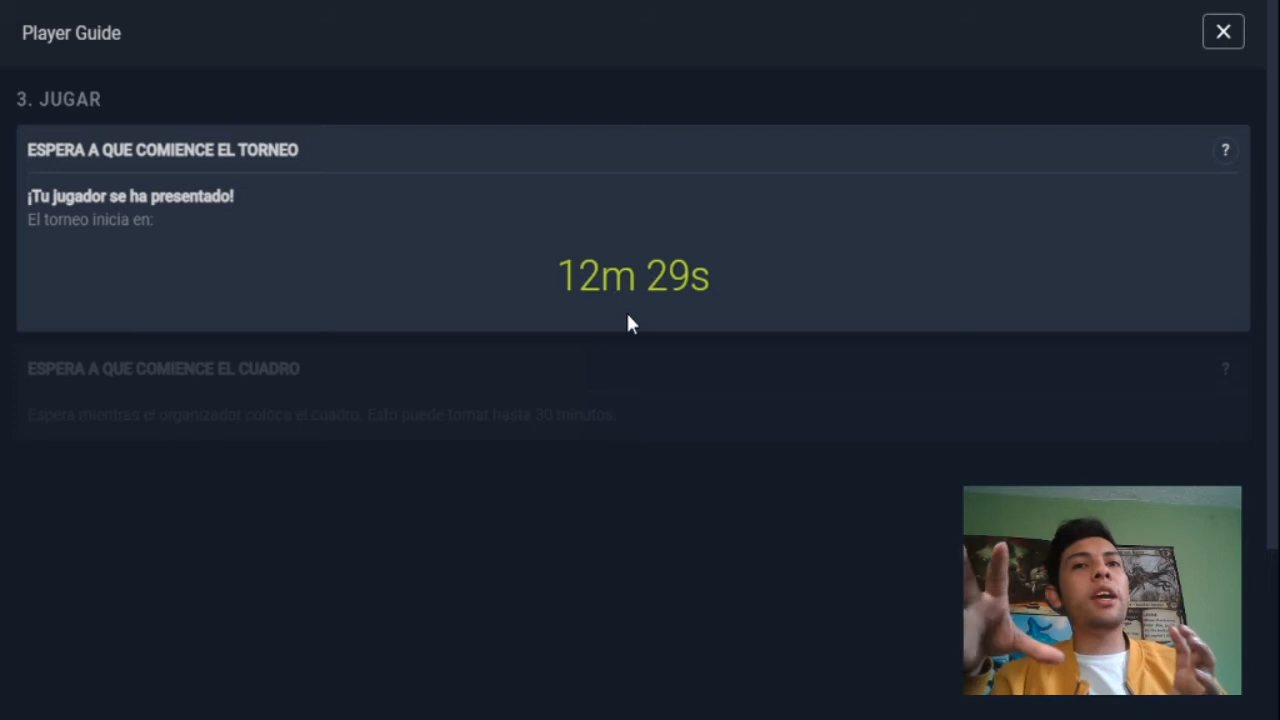 Player Guide
3. JUGAR
ESPERA A QUE COMIENCE EL TORNEO
?
¡Tu jugador se ha presentado!
El torneo inicia en:
12m 29s
ESPERA A QUE COMIENCE EL CUADRO
?
Espera mientras el organizador coloca el cuadro. Esto puede tomar hasta 30 minutos.